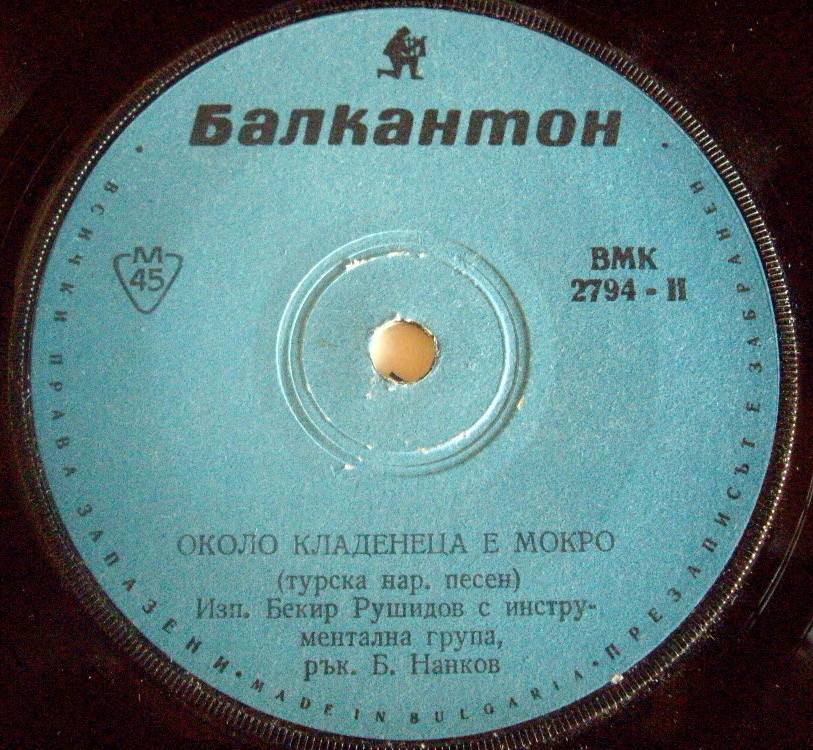 Балкантон
М
45
ВМК
2794 - II
ОКОЛО КЛАДЕНЕЦА Е МОКРО
(турска нар. песен)
Изп. Бекир Рушидов с инстру-
ментална група,
рък. Б. Нанков
• ВСИЧКИ ПРАВА ЗАПАЗЕНИ • MADE IN BULGARIA • ПРЕЗАПИСЪТ Е ЗАБРАНЕН •